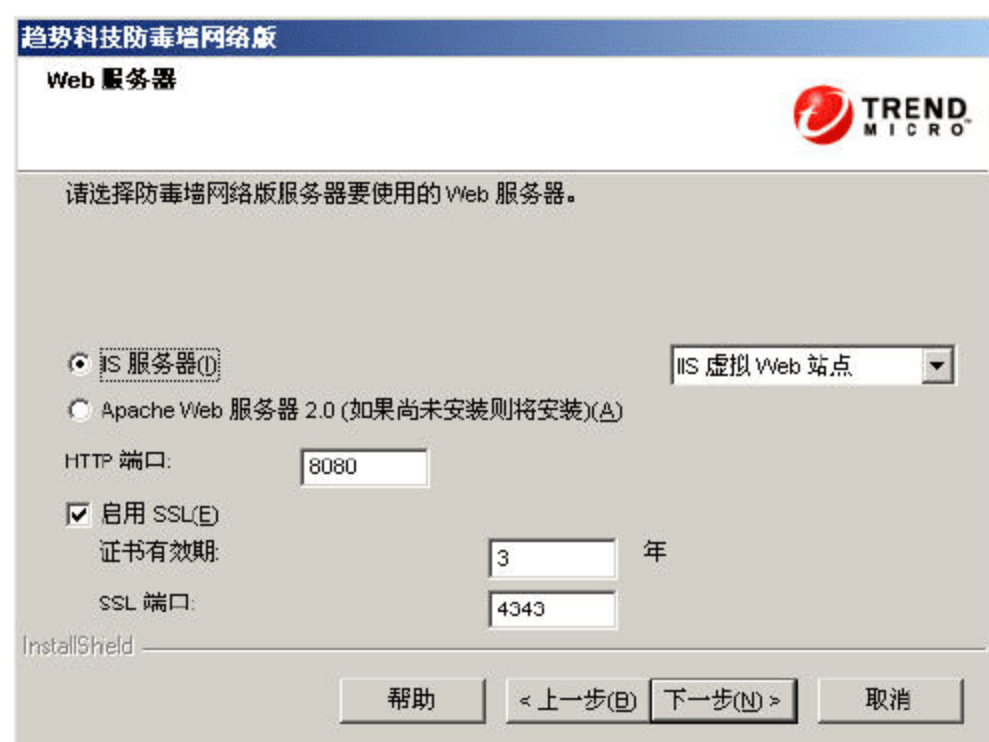 趋势科技防毒墙网络版
Web 服务器
TREND
MICRO
请选择防毒墙网络版服务器要使用的 Web 服务器。
IIS 服务器(I)
IIS 虚拟 Web 站点
Apache Web 服务器 2.0 (如果尚未安装则将安装)(A)
HTTP 端口:
8080
启用 SSL(E)
证书有效期:
3
年
SSL 端口:
4343
InstallShield
帮助
< 上一步(B)
下一步(N) >
取消